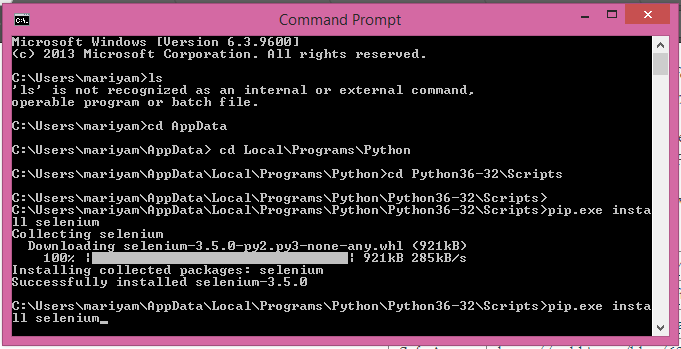 Command Prompt
Microsoft Windows [Version 6.3.9600]
(c) 2013 Microsoft Corporation. All rights reserved.
C:\Users\mariyam>ls
'ls' is not recognized as an internal or external command,
operable program or batch file.
C:\Users\mariyam>cd AppData
C:\Users\mariyam\AppData> cd Local\Programs\Python
C:\Users\mariyam\AppData\Local\Programs\Python>cd Python36-32\Scripts
C:\Users\mariyam\AppData\Local\Programs\Python\Python36-32\Scripts>
C:\Users\mariyam\AppData\Local\Programs\Python\Python36-32\Scripts>pip.exe insta
ll selenium
Collecting selenium
Downloading selenium-3.5.0-py2.py3-none-any.whl (921kB)
100% |################################| 921kB 285kB/s
Installing collected packages: selenium
Successfully installed selenium-3.5.0
C:\Users\mariyam\AppData\Local\Programs\Python\Python36-32\Scripts>pip.exe insta
ll selenium_